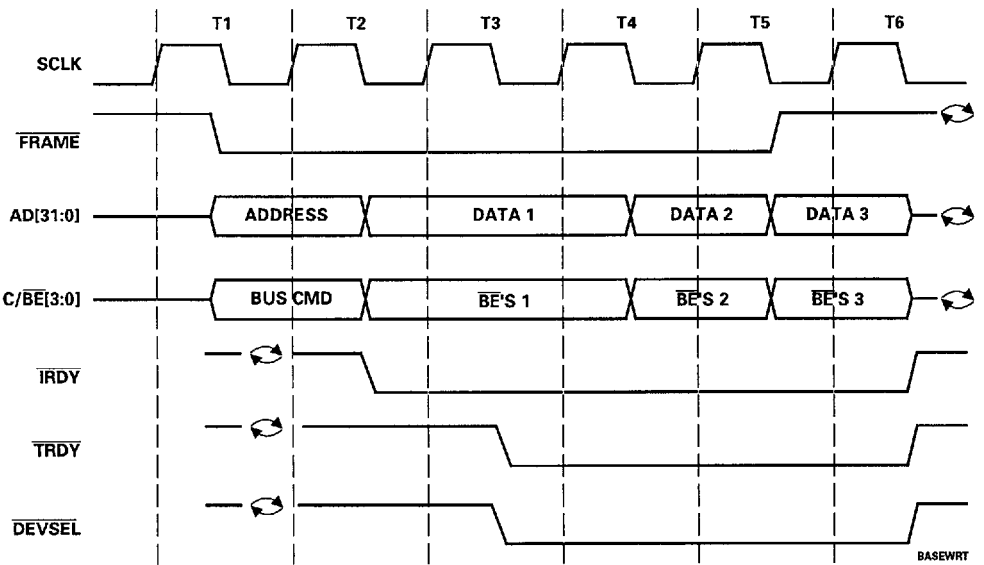 T1 T2 T3 T4 T5 T6
SCLK
FRAME
AD[31:0] ADDRESS DATA 1 DATA 2 DATA 3
C/BE[3:0] BUS CMD BE'S 1 BE'S 2 BE'S 3
IRDY
TRDY
DEVSEL
BASEWRT